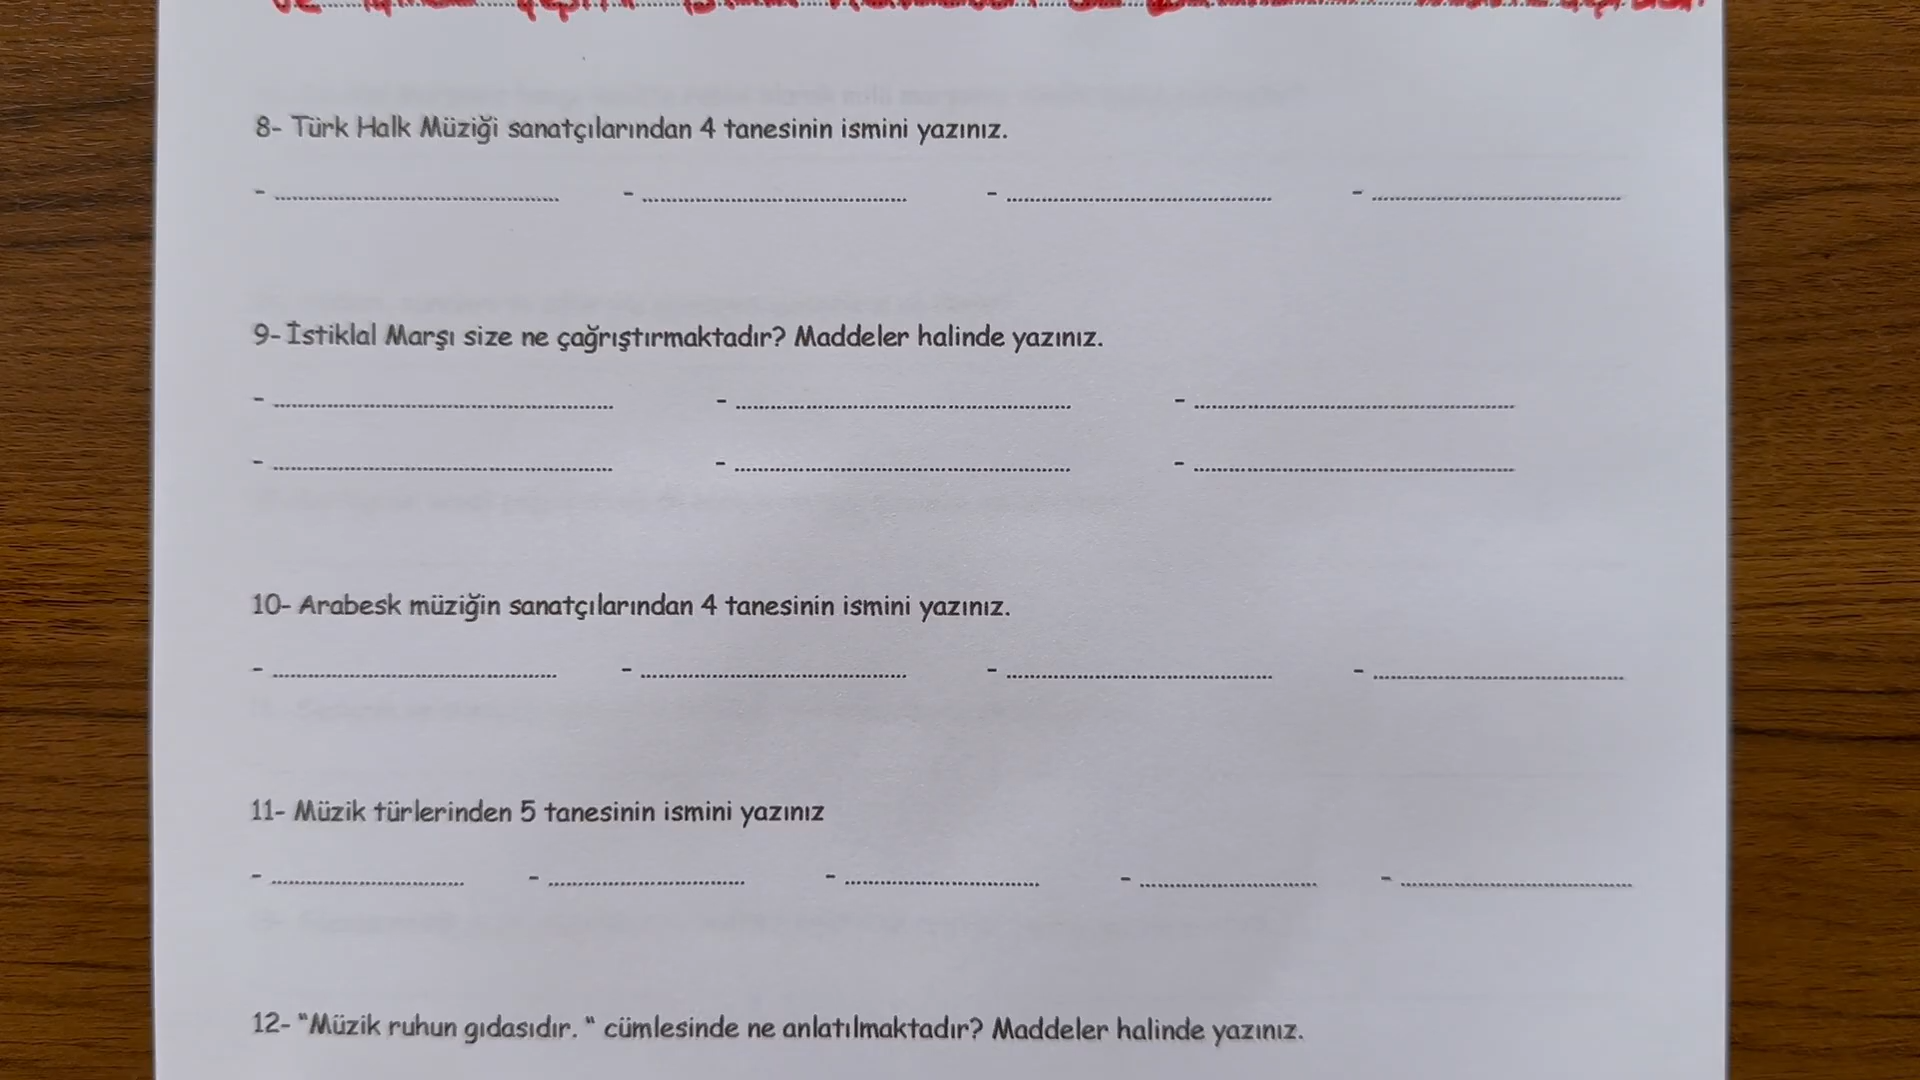 8- Türk Halk Müziği sanatçılarından 4 tanesinin ismini yazınız.
- ........................ - ........................ - ........................ - ........................
9- İstiklal Marşı size ne çağrıştırmaktadır? Maddeler halinde yazınız.
- ........................ - ........................ - ........................
- ........................ - ........................ - ........................
10- Arabesk müziğin sanatçılarından 4 tanesinin ismini yazınız.
- ........................ - ........................ - ........................ - ........................
11- Müzik türlerinden 5 tanesinin ismini yazınız
- ........................ - ........................ - ........................ - ........................ - ........................
12- "Müzik ruhun gıdasıdır. " cümlesinde ne anlatılmaktadır? Maddeler halinde yazınız.